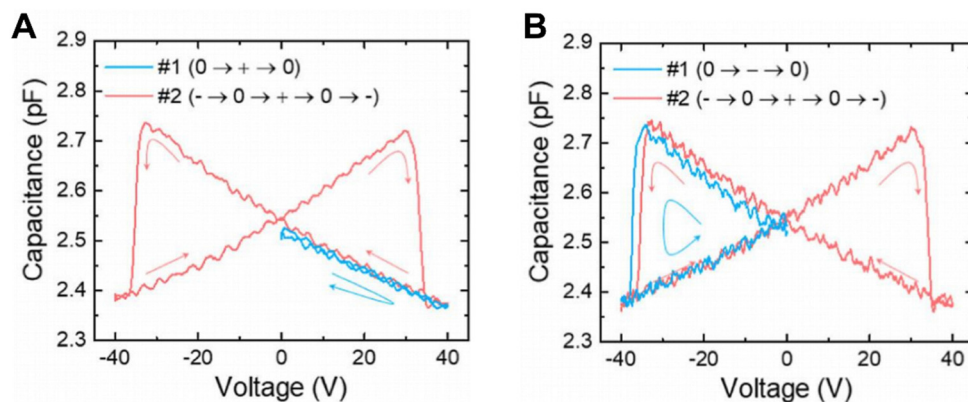 A
B
2.9
2.8
2.7
2.6
2.5
2.4
2.3
Capacitance (pF)
#1 (0 → + → 0)
#2 (- → 0 → + → 0 → -)
-40
-20
0
20
40
Voltage (V)
2.9
2.8
2.7
2.6
2.5
2.4
2.3
Capacitance (pF)
#1 (0 → − → 0)
#2 (- → 0 → + → 0 → -)
-40
-20
0
20
40
Voltage (V)